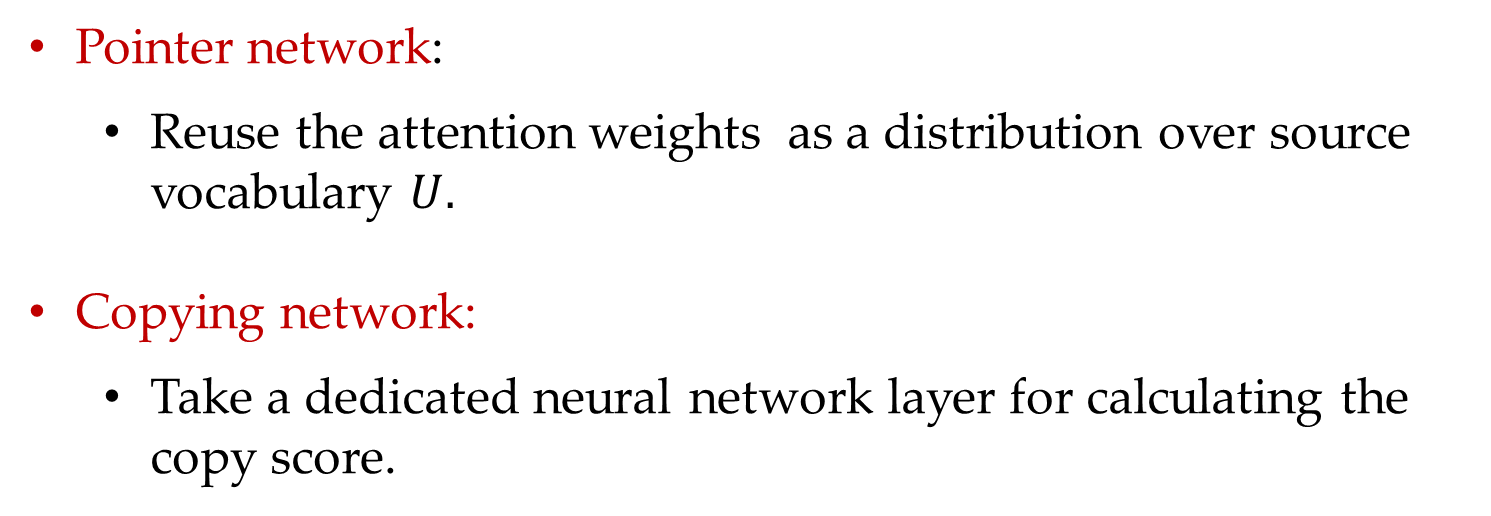 • Pointer network:
• Reuse the attention weights as a distribution over source
vocabulary U.
• Copying network:
• Take a dedicated neural network layer for calculating the
copy score.